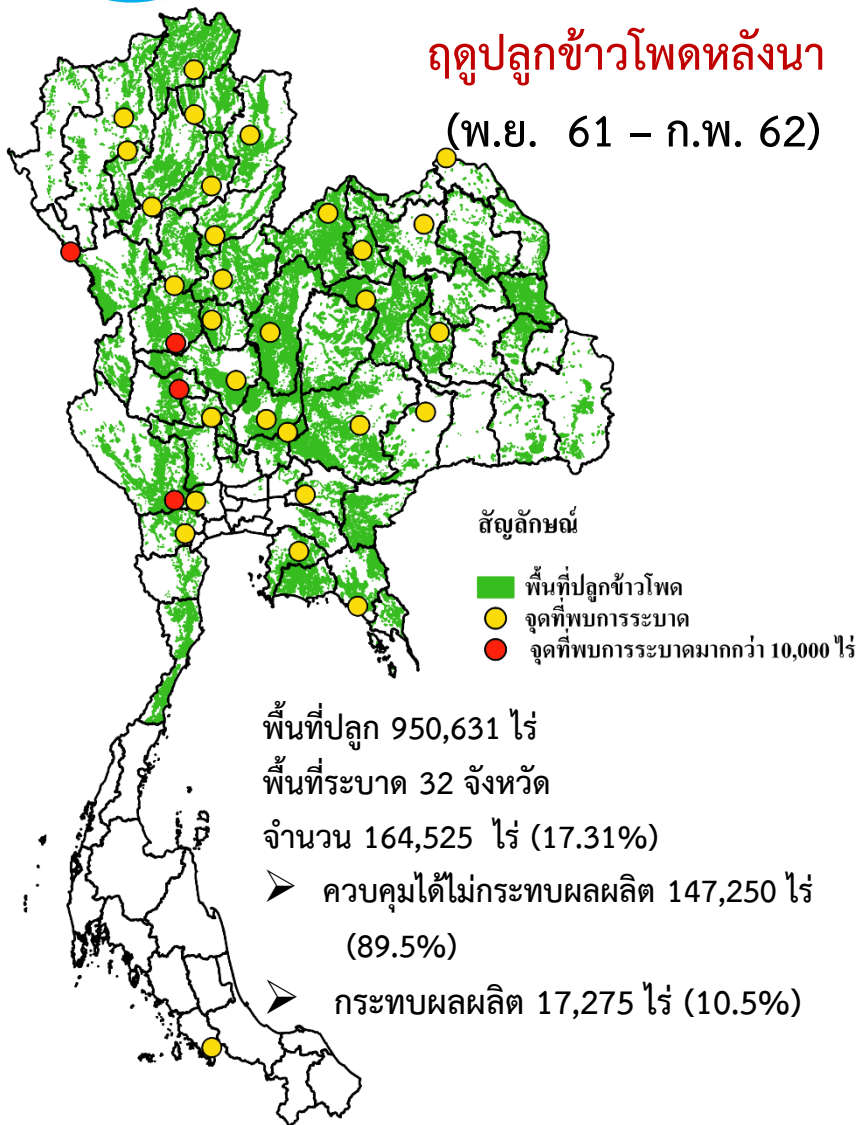 ฤดูปลูกข้าวโพดหลังนา
(พ.ย. 61 – ก.พ. 62)
สัญลักษณ์
พื้นที่ปลูกข้าวโพด
จุดที่พบการระบาด
จุดที่พบการระบาดมากกว่า 10,000 ไร่
พื้นที่ปลูก 950,631 ไร่
พื้นที่ระบาด 32 จังหวัด
จำนวน 164,525 ไร่ (17.31%)
➢ ควบคุมได้ไม่กระทบผลผลิต 147,250 ไร่
(89.5%)
➢ กระทบผลผลิต 17,275 ไร่ (10.5%)